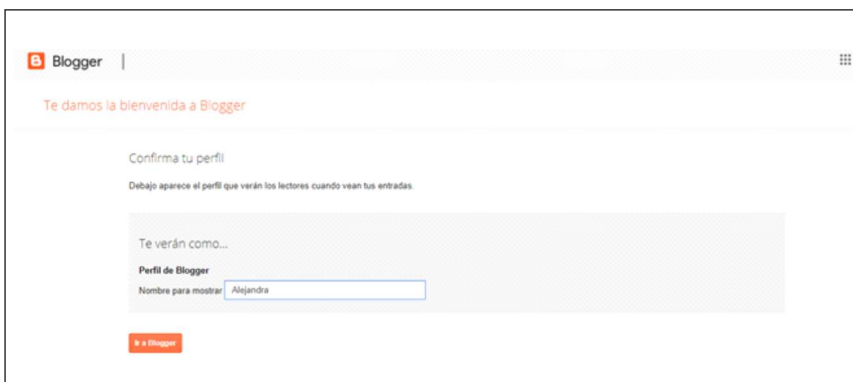 Blogger
Te damos la bienvenida a Blogger
Confirma tu perfil
Debajo aparece el perfil que verán los lectores cuando vean tus entradas.
Te verán como...
Perfil de Blogger
Nombre para mostrar Alejandra
Ir a Blogger